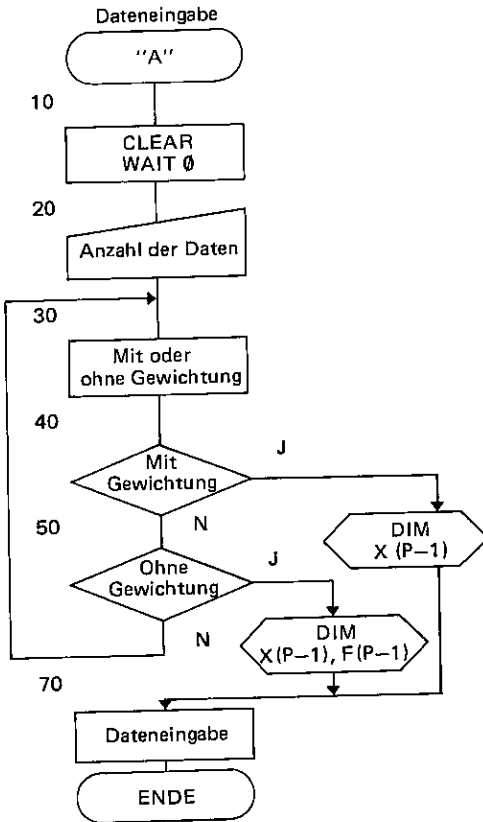 Dateneingabe
"A"
10
CLEAR
WAIT Ø
20
Anzahl der Daten
30
Mit oder
ohne Gewichtung
40
Mit
Gewichtung
J
N
DIM
X (P–1)
50
Ohne
Gewichtung
J
N
DIM
X (P–1), F (P–1)
70
Dateneingabe
ENDE